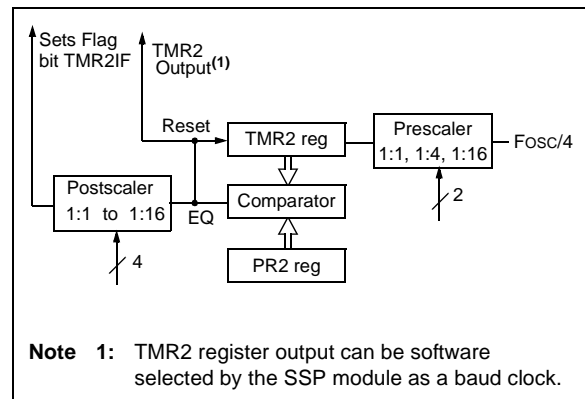 Sets Flag
bit TMR2IF
TMR2
Output(1)
Reset
TMR2 reg
Prescaler
1:1, 1:4, 1:16
FOSC/4
2
Postscaler
1:1 to 1:16
EQ
Comparator
4
PR2 reg
Note 1: TMR2 register output can be software
selected by the SSP module as a baud clock.